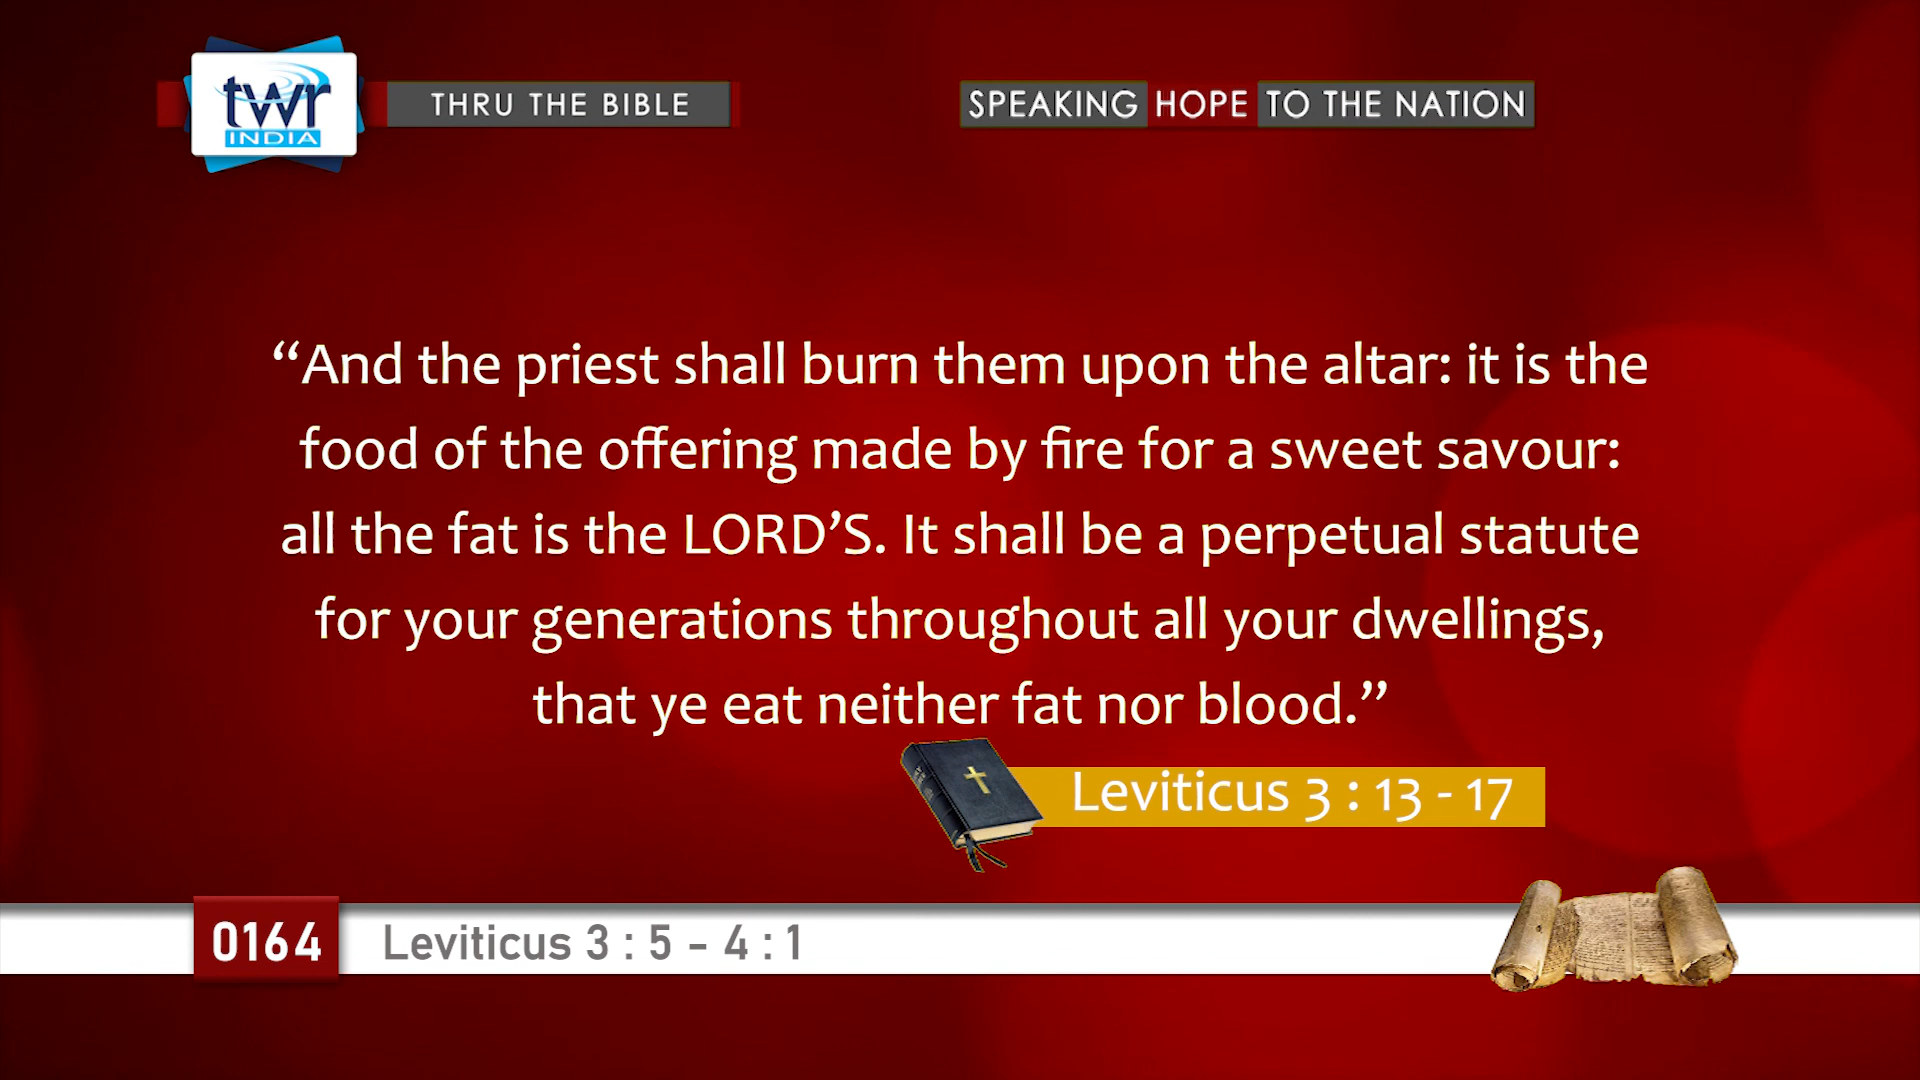 twr
INDIA
THRU THE BIBLE
SPEAKING HOPE TO THE NATION
“And the priest shall burn them upon the altar: it is the
food of the offering made by fire for a sweet savour:
all the fat is the LORD’S. It shall be a perpetual statute
for your generations throughout all your dwellings,
that ye eat neither fat nor blood.”
Leviticus 3 : 13 - 17
0164
Leviticus 3 : 5 - 4 : 1